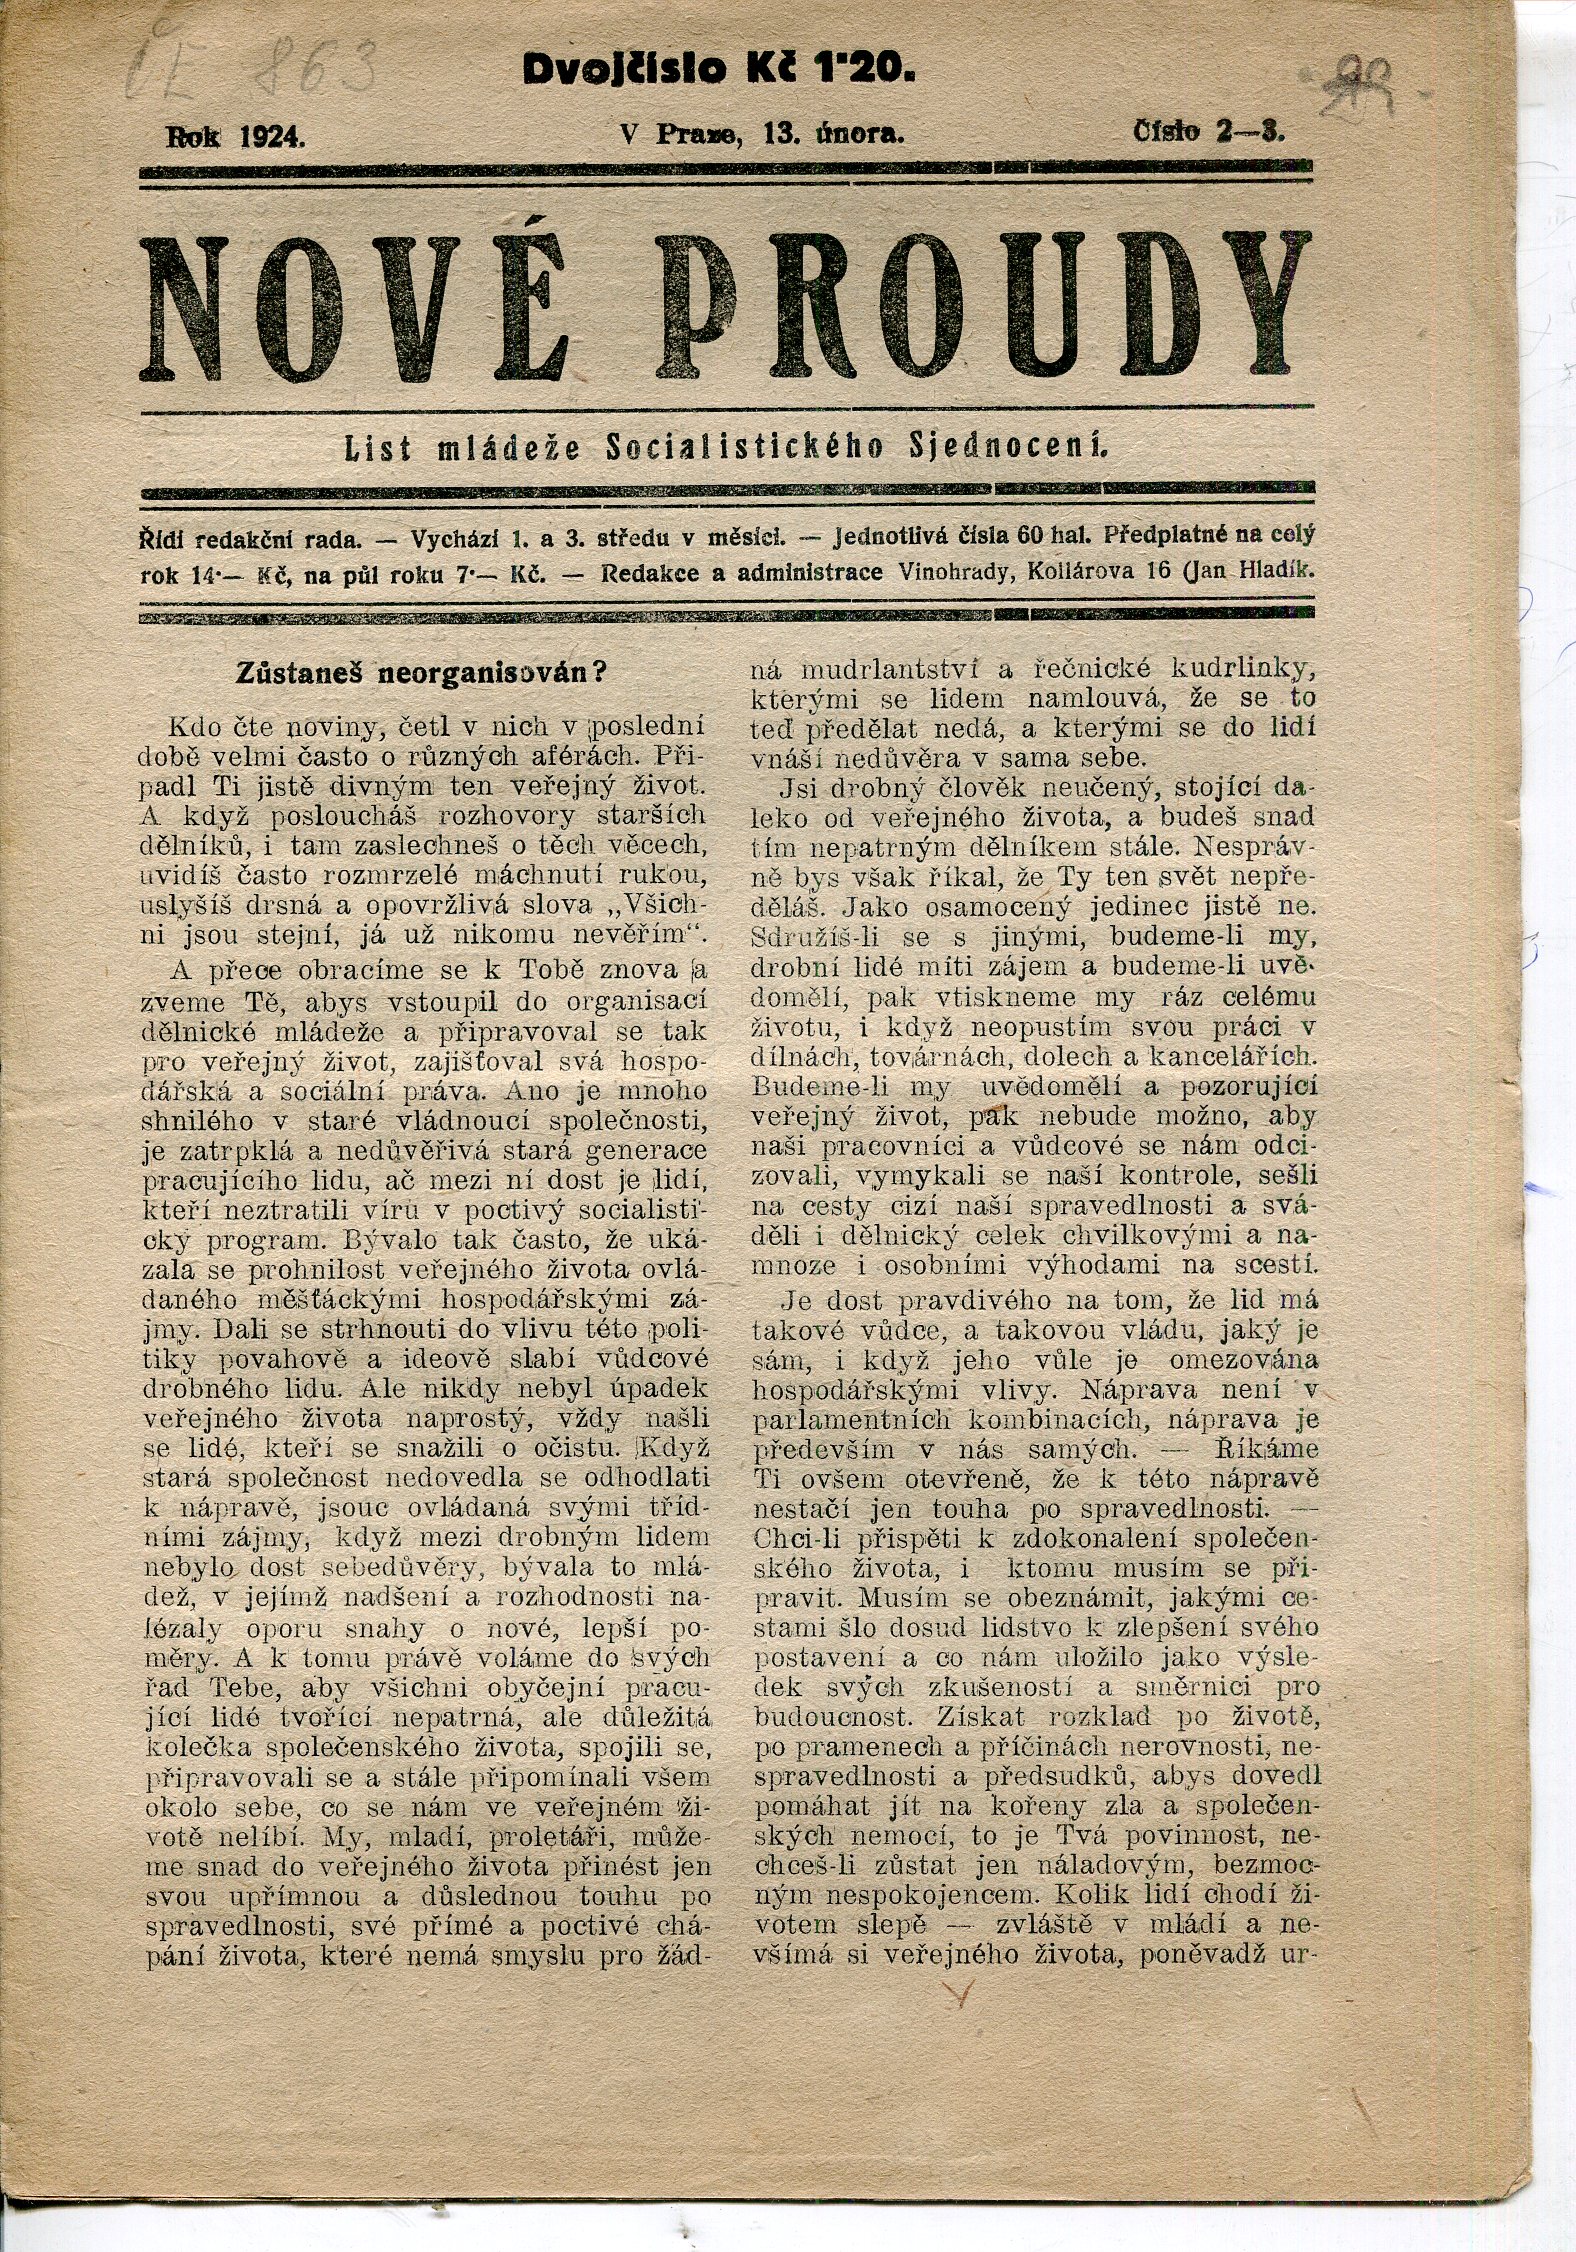 ČE 863
Dvojčíslo Kč 1·20.
Rok 1924.
V Praze, 13. února.
Číslo 2—3.
NOVÉ PROUDY
List mládeže Socialistického Sjednocení.
Řídí redakční rada. — Vychází 1. a 3. středu v měsíci. — Jednotlivá čísla 60 hal. Předplatné na celý
rok 14·— Kč, na půl roku 7·— Kč. — Redakce a administrace Vinohrady, Kollárova 16 (Jan Hladík.
Zůstaneš neorganisován?
Kdo čte noviny, četl v nich v poslední
době velmi často o různých aférách. Při-
padl Ti jistě divným ten veřejný život.
A když posloucháš rozhovory starších
dělníků, i tam zaslechneš o těch věcech,
uvidíš často rozmrzelé máchnutí rukou,
uslyšíš drsná a opovržlivá slova „Všich-
ni jsou stejní, já už nikomu nevěřím“.
A přece obracíme se k Tobě znova a
zveme Tě, abys vstoupil do organisací
dělnické mládeže a připravoval se tak
pro veřejný život, zajišťoval svá hospo-
dářská a sociální práva. Ano je mnoho
shnilého v staré vládnoucí společnosti,
je zatrpklá a nedůvěřivá stará generace
pracujícího lidu, ač mezi ní dost je lidí,
kteří neztratili víru v poctivý socialisti-
cký program. Bývalo tak často, že uká-
zala se prohnilost veřejného života ovlá-
daného měšťáckými hospodářskými zá-
jmy. Dali se strhnouti do vlivu této poli-
tiky povahově a ideově slabí vůdcové
drobného lidu. Ale nikdy nebyl úpadek
veřejného života naprostý, vždy našli
se lidé, kteří se snažili o očistu. Když
stará společnost nedovedla se odhodlati
k nápravě, jsouc ovládaná svými tříd-
ními zájmy, když mezi drobným lidem
nebylo dost sebedůvěry, bývala to mlá-
dež, v jejímž nadšení a rozhodnosti na-
lézaly oporu snahy o nové, lepší po-
měry. A k tomu právě voláme do svých
řad Tebe, aby všichni obyčejní pracu-
jící lidé tvořící nepatrná, ale důležitá
kolečka společenského života, spojili se,
připravovali se a stále připomínali všem
okolo sebe, co se nám ve veřejném ži-
votě nelíbí. My, mladí, proletáři, může-
me snad do veřejného života přinést jen
svou upřímnou a důslednou touhu po
spravedlnosti, své přímé a poctivé chá-
pání života, které nemá smyslu pro žád-
ná mudrlantství a řečnické kudrlinky,
kterými se lidem namlouvá, že se to
teď předělat nedá, a kterými se do lidí
vnáší nedůvěra v sama sebe.
Jsi drobný člověk neučený, stojící da-
leko od veřejného života, a budeš snad
tím nepatrným dělníkem stále. Nespráv-
ně bys však říkal, že Ty ten svět nepře-
děláš. Jako osamocený jedinec jistě ne.
Sdružíš-li se s jinými, budeme-li my,
drobní lidé míti zájem a budeme-li uvě-
domělí, pak vtiskneme my ráz celému
životu, i když neopustím svou práci v
dílnách, továrnách, dolech a kancelářích.
Budeme-li my uvědomělí a pozorující
veřejný život, pak nebude možno, aby
naši pracovníci a vůdcové se nám odci-
zovali, vymykali se naší kontrole, sešli
na cesty cizí naší spravedlnosti a svá-
děli i dělnický celek chvilkovými a na-
mnoze i osobními výhodami na scestí.
Je dost pravdivého na tom, že lid má
takové vůdce, a takovou vládu, jaký je
sám, i když jeho vůle je omezována
hospodářskými vlivy. Náprava není v
parlamentních kombinacích, náprava je
především v nás samých. — Říkáme
Ti ovšem otevřeně, že k této nápravě
nestačí jen touha po spravedlnosti. —
Chci-li přispěti k zdokonalení společen-
ského života, i ktomu musím se při-
pravit. Musím se obeznámit, jakými ce-
stami šlo dosud lidstvo k zlepšení svého
postavení a co nám uložilo jako výsle-
dek svých zkušeností a směrnici pro
budoucnost. Získat rozklad po životě,
po pramenech a příčinách nerovnosti, ne-
spravedlnosti a předsudků, abys dovedl
pomáhat jít na kořeny zla a společen-
ských nemocí, to je Tvá povinnost, ne-
chceš-li zůstat jen náladovým, bezmoc-
ným nespokojencem. Kolik lidí chodí ži-
votem slepě — zvláště v mládí a ne-
všímá si veřejného života, poněvadž ur-